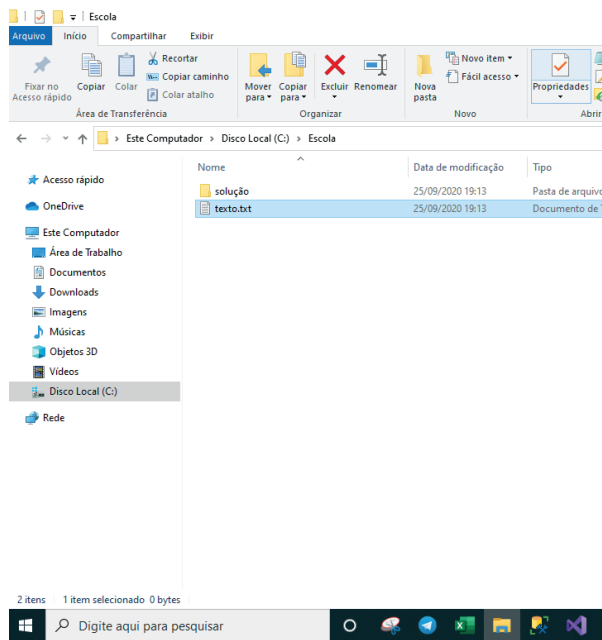 Escola
Arquivo Início Compartilhar Exibir
Fixar no Acesso rápido
Copiar
Colar
Recortar
Copiar caminho
Colar atalho
Área de Transferência
Mover para
Copiar para
Excluir
Renomear
Organizar
Nova pasta
Novo item
Fácil acesso
Novo
Propriedades
Abrir
Este Computador > Disco Local (C:) > Escola
Nome Data de modificação Tipo
solução 25/09/2020 19:13 Pasta de arquivo
texto.txt 25/09/2020 19:13 Documento de
Acesso rápido
OneDrive
Este Computador
Área de Trabalho
Documentos
Downloads
Imagens
Músicas
Objetos 3D
Vídeos
Disco Local (C:)
Rede
2 itens 1 item selecionado 0 bytes
Digite aqui para pesquisar